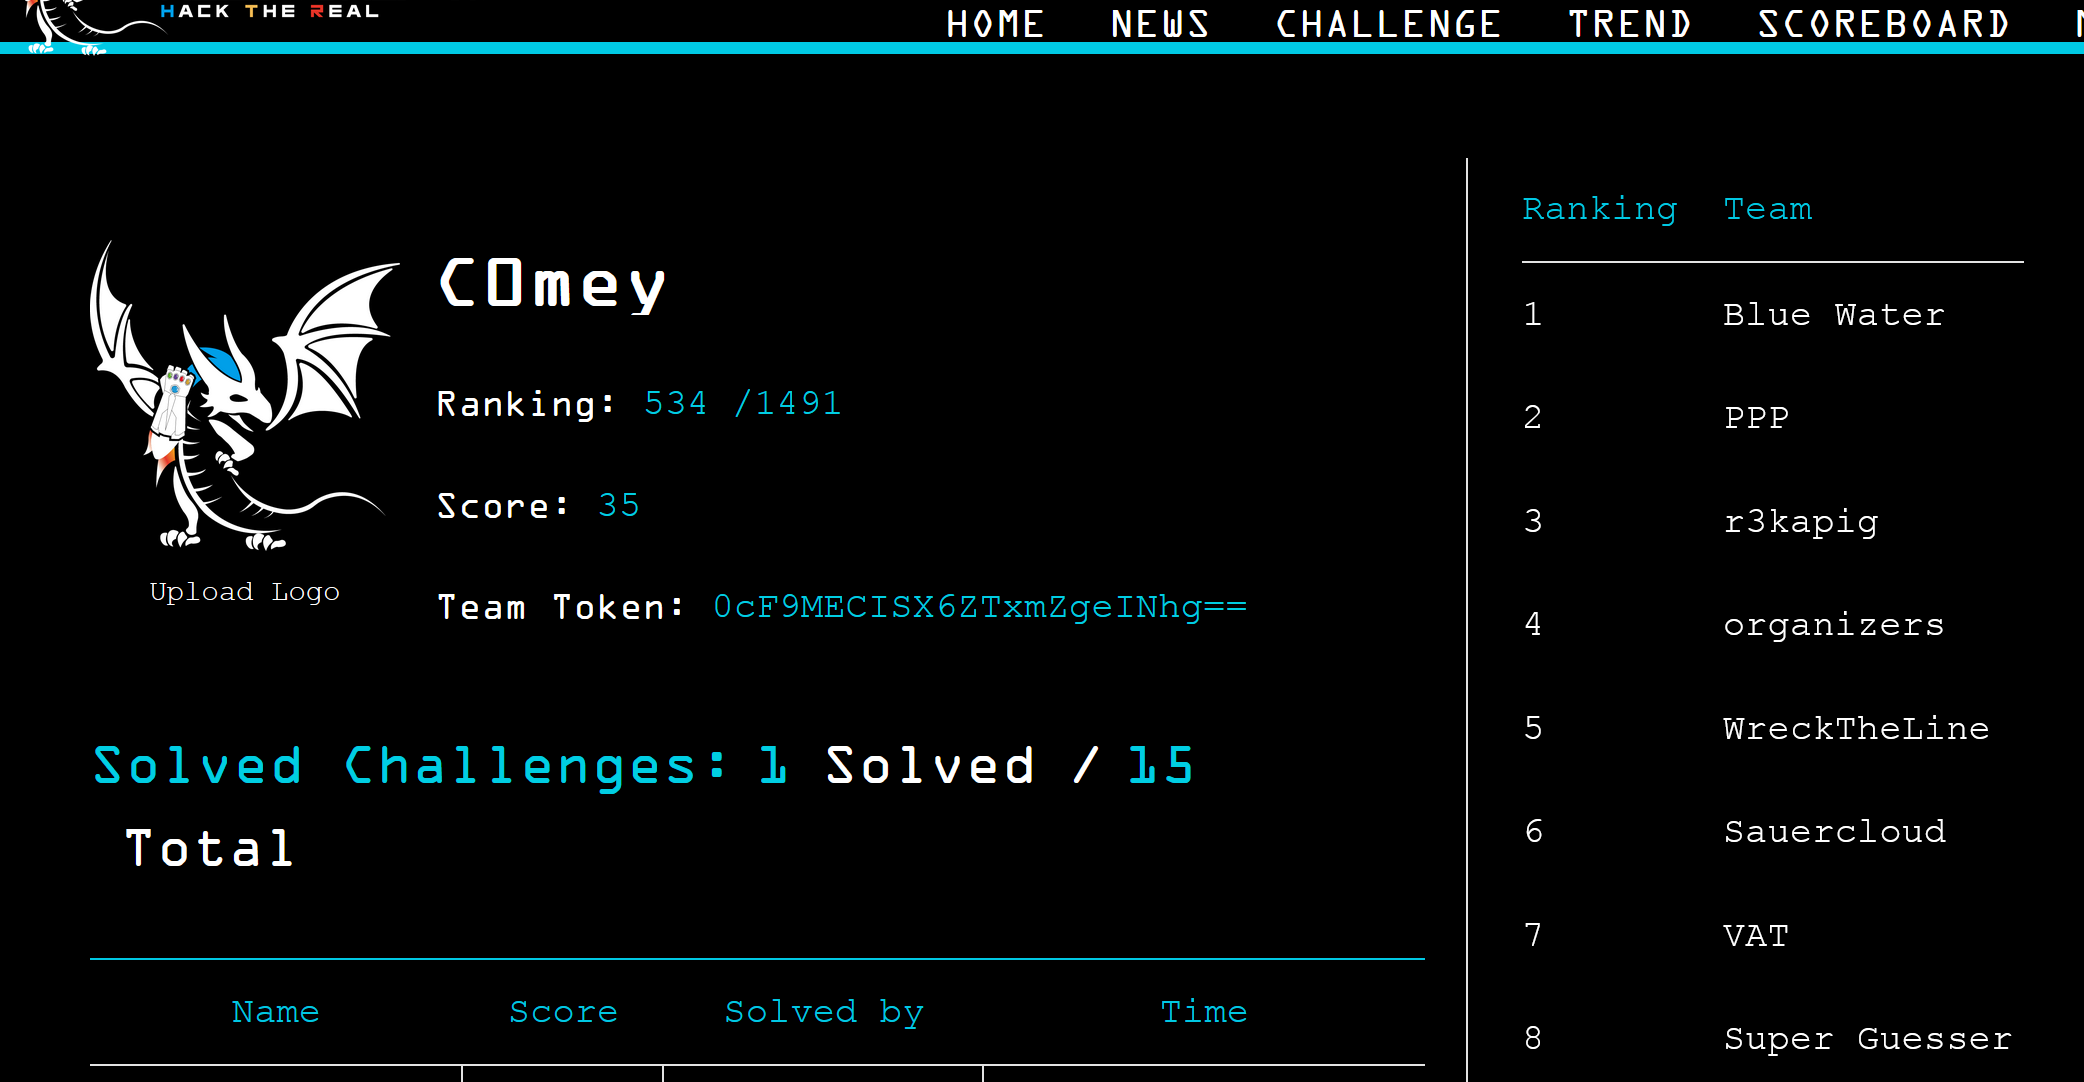 HACK THE REAL
HOME NEWS CHALLENGE TREND SCOREBOARD
C0mey
Ranking: 534 /1491
Score: 35
Team Token: 0cF9MECISX6ZTxmZgeINhg==
Upload Logo
Solved Challenges: 1 Solved / 15
Total
Name Score Solved by Time
Ranking Team
1 Blue Water
2 PPP
3 r3kapig
4 organizers
5 WreckTheLine
6 Sauercloud
7 VAT
8 Super Guesser